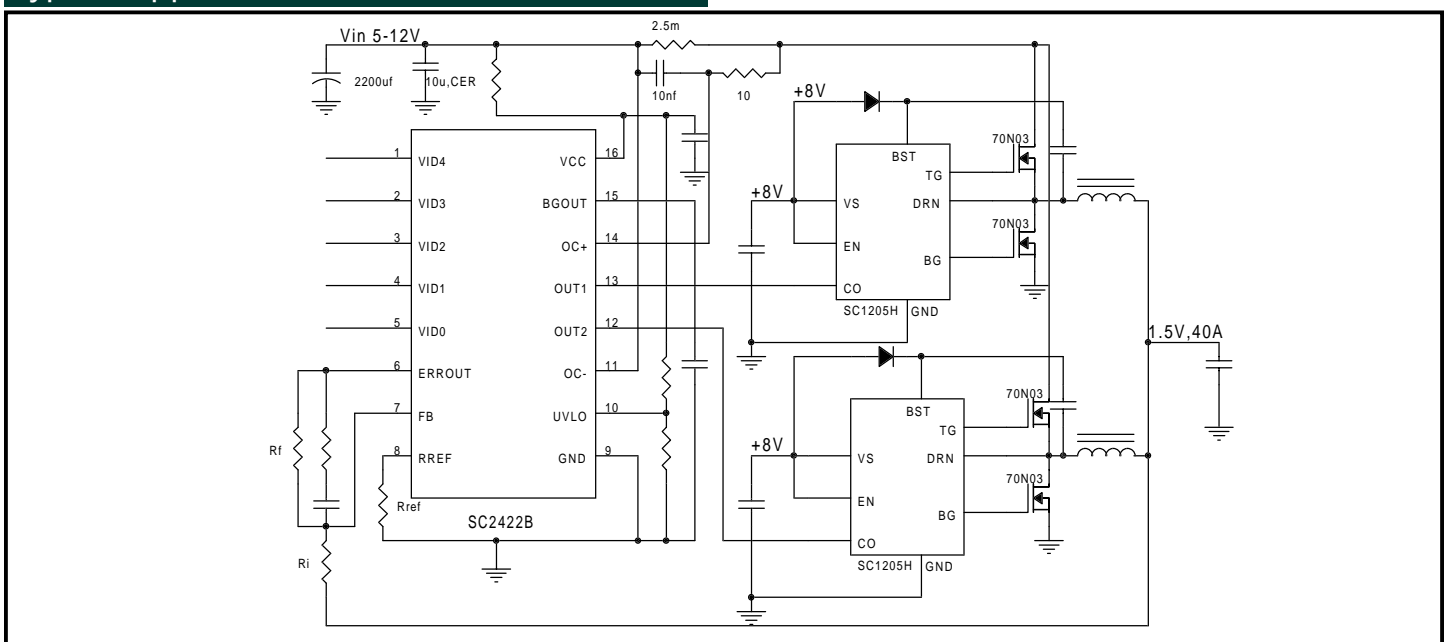 2.5m
Vin 5-12V
2200uf
10u,CER
10nf
10
+8V
70N03
1
VID4
VCC
16
BST
TG
2
VID3
BGOUT
15
+8V
VS
DRN
3
VID2
OC+
14
EN
70N03
4
VID1
OUT1
13
CO
BG
SC1205H
GND
5
VID0
OUT2
12
1.5V,40A
6
ERROUT
OC-
11
7
FB
UVLO
10
BST
70N03
TG
Rf
8
RREF
GND
9
+8V
VS
DRN
Rref
EN
70N03
BG
SC2422B
CO
Ri
SC1205H
GND